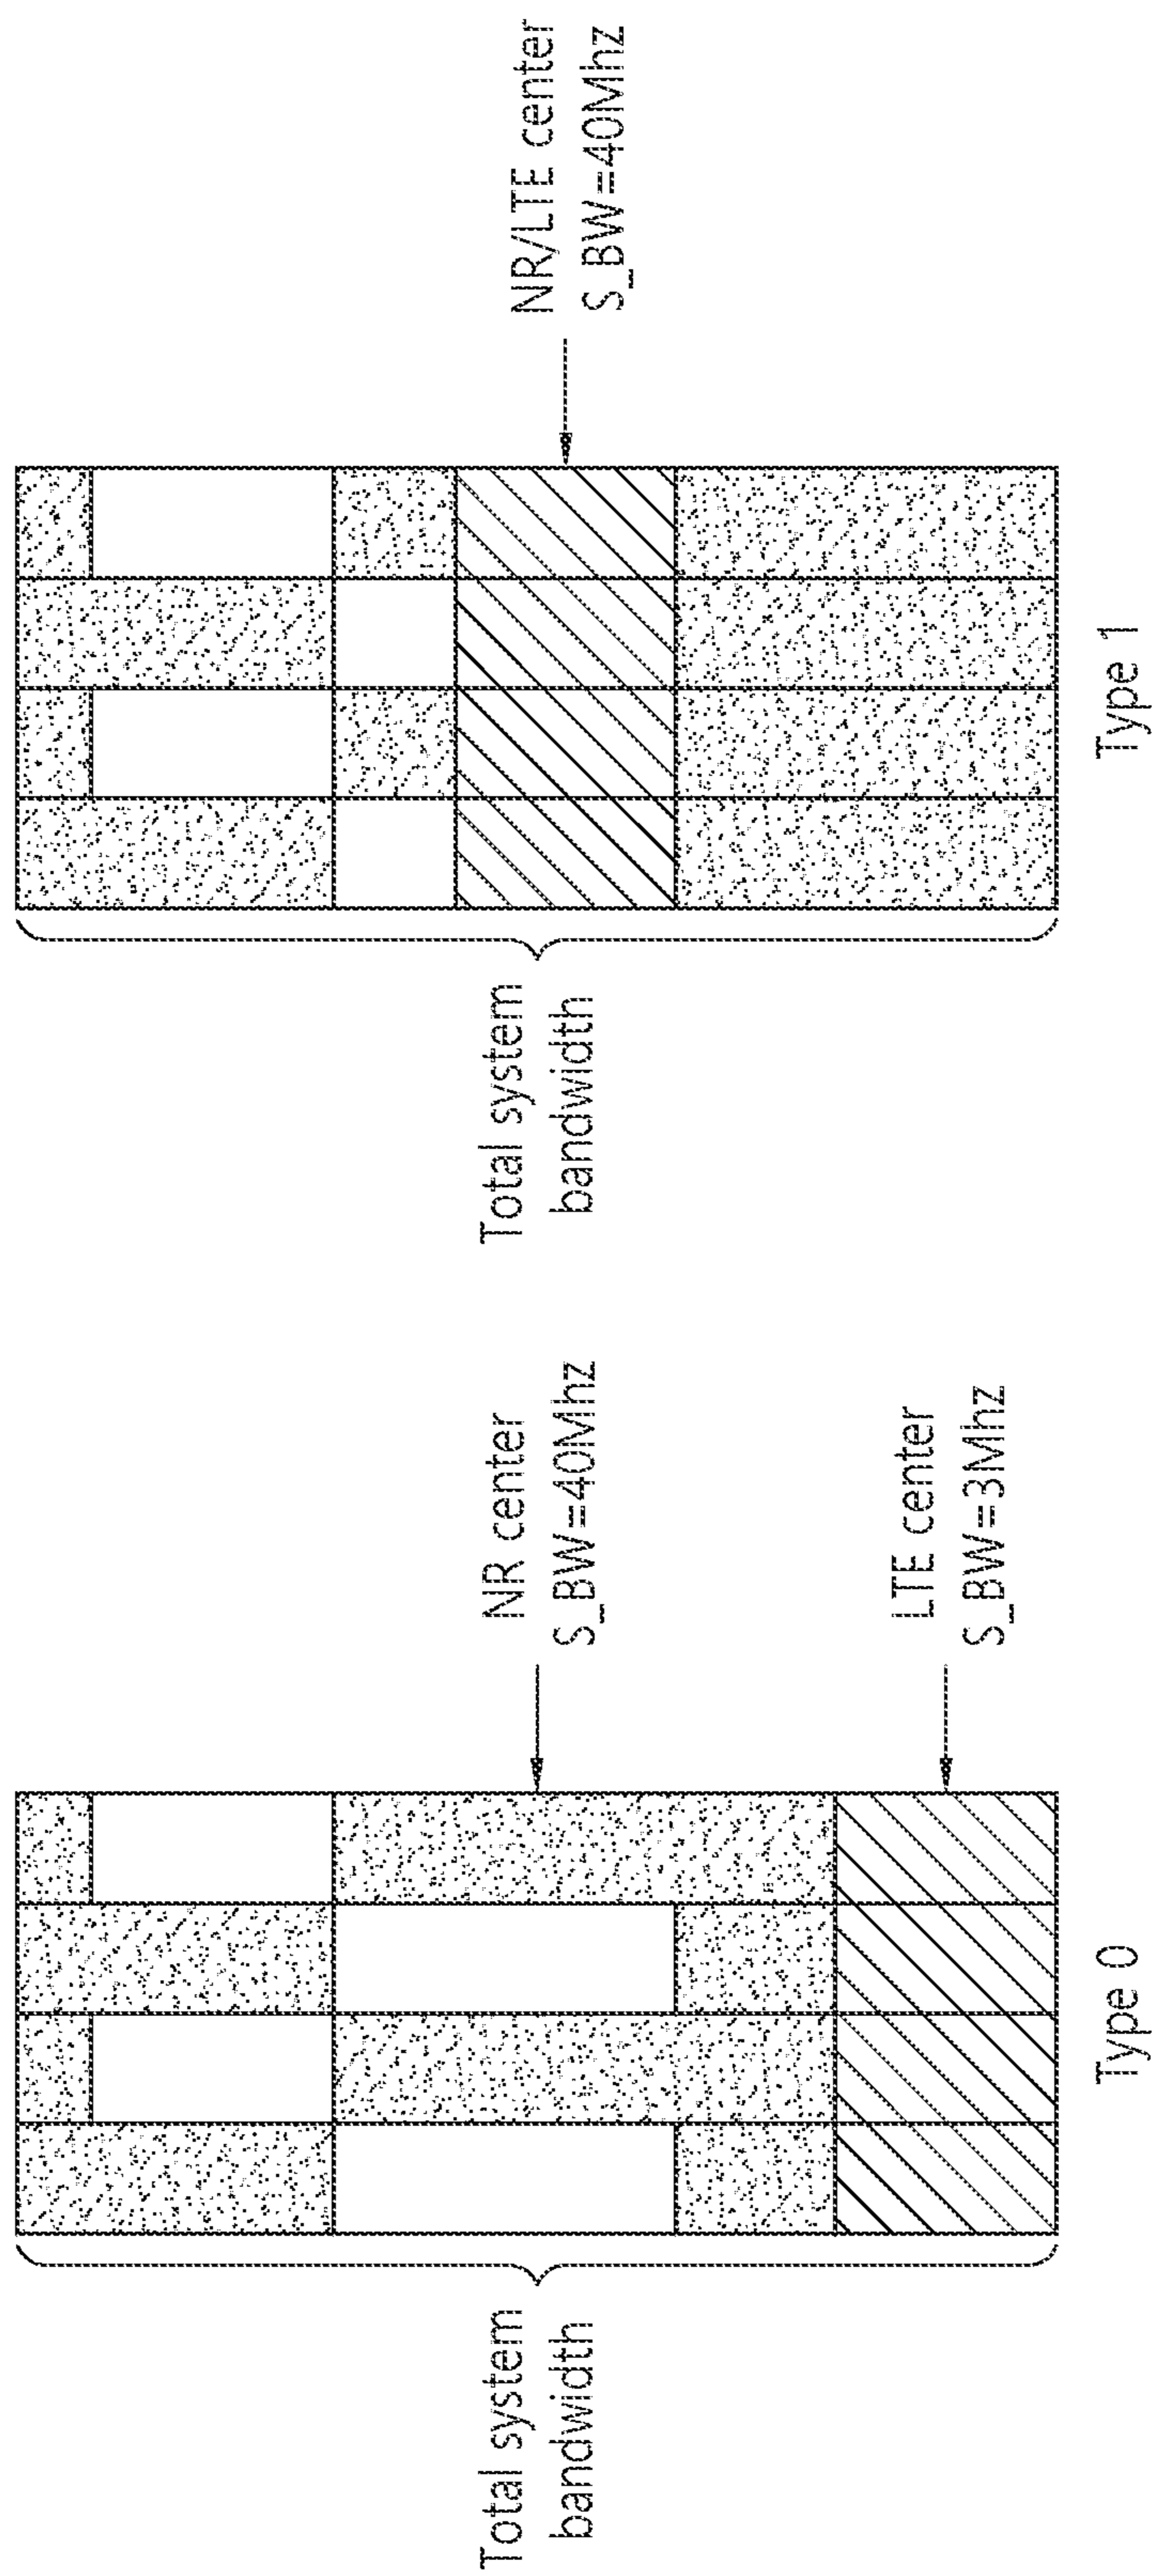 Total system
bandwidth
NR center
S_BW=40Mhz
LTE center
S_BW=3Mhz
Type 0
Total system
bandwidth
NR/LTE center
S_BW=40Mhz
Type 1